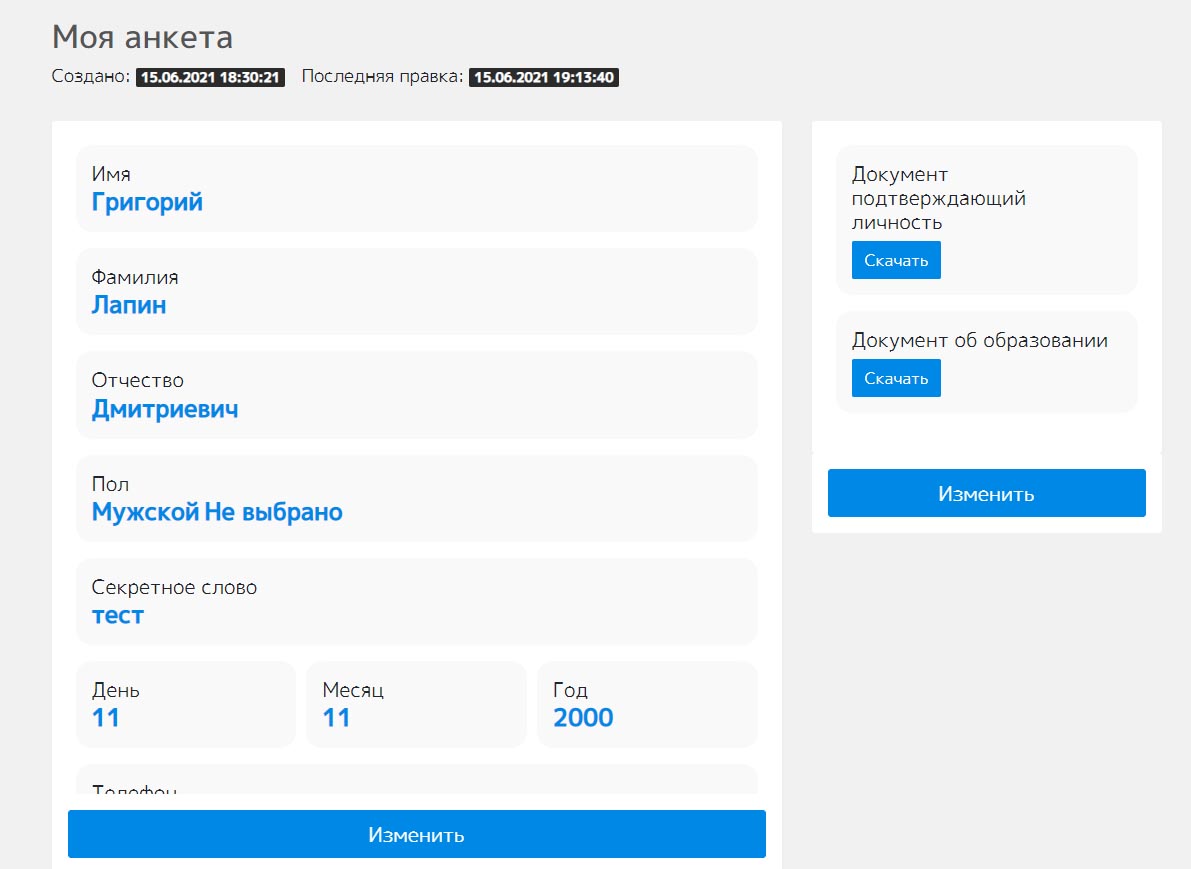 Моя анкета
Создано: 15.06.2021 18:30:21 Последняя правка: 15.06.2021 19:13:40
Имя
Григорий
Фамилия
Лапин
Отчество
Дмитриевич
Пол
Мужской Не выбрано
Секретное слово
тест
День
11
Месяц
11
Год
2000
Телефон
Изменить
Документ
подтверждающий
личность
Скачать
Документ об образовании
Скачать
Изменить